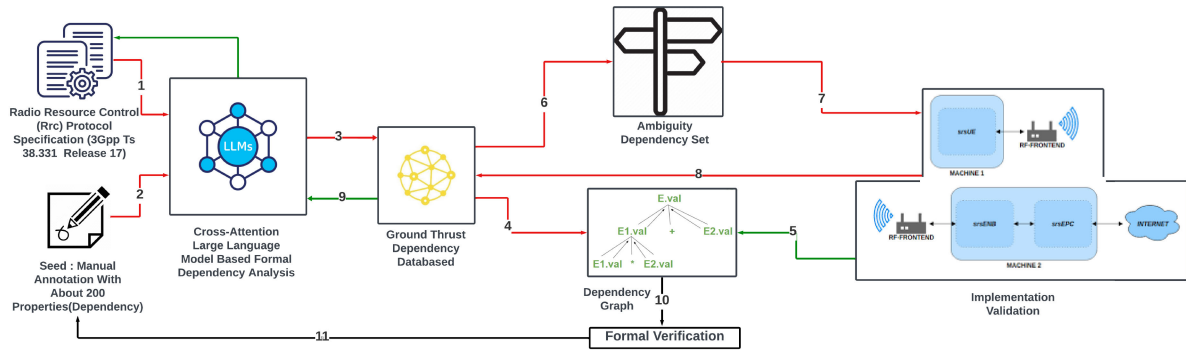 1
Radio Resource Control
(Rrc) Protocol
Specification (3Gpp Ts
38.331 Release 17)
2
Seed : Manual
Annotation With
About 200
Properties(Dependency)
LLMs
Cross-Attention
Large Language
Model Based Formal
Dependency Analysis
3
9
Ground Thrust
Dependency
Databased
6
Ambiguity
Dependency Set
7
8
4
E.val
E1.val + E2.val
E1.val * E2.val
5
Dependency
Graph
10
Formal Verification
11
srsUE
RF-FRONTEND
MACHINE 1
RF-FRONTEND
srsENB
srsEPC
INTERNET
MACHINE 2
Implementation
Validation